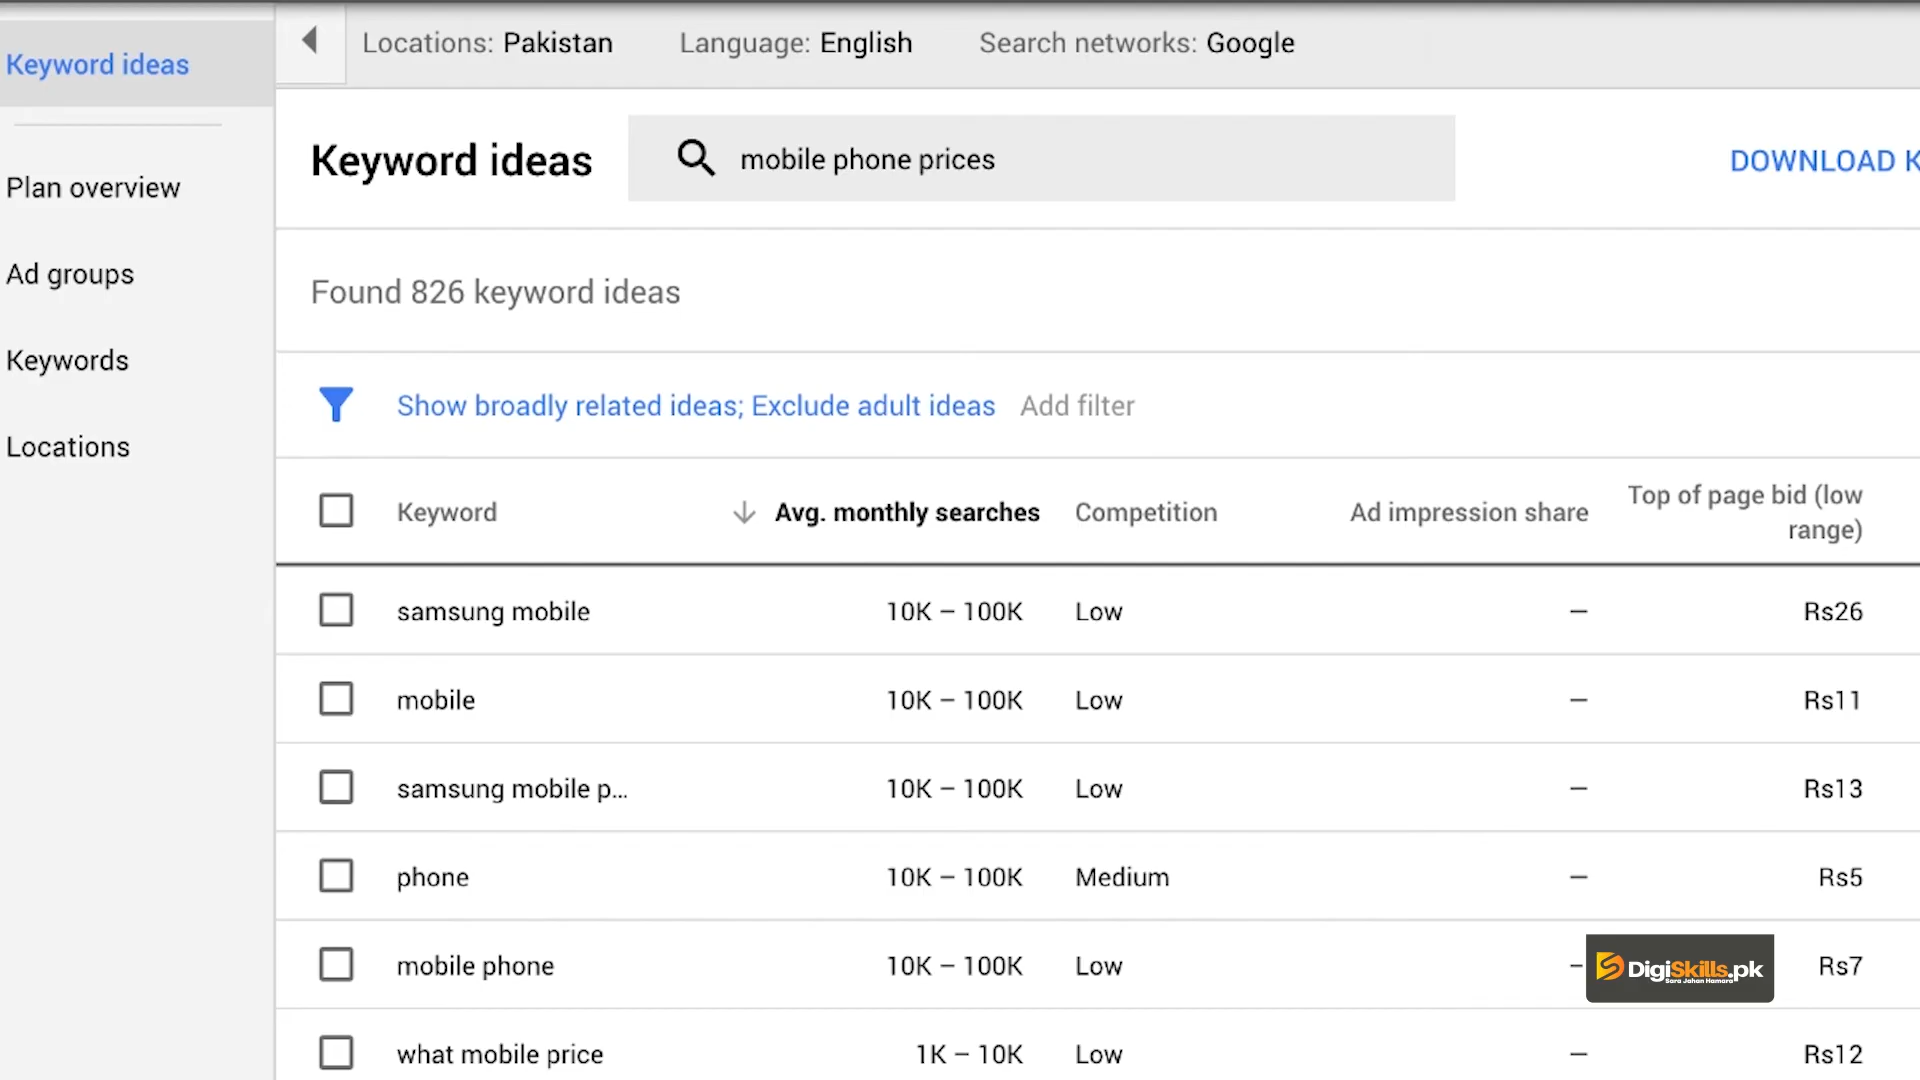 Keyword ideas
Plan overview
Ad groups
Keywords
Locations
Locations: Pakistan Language: English Search networks: Google
Keyword ideas mobile phone prices DOWNLOAD K
Found 826 keyword ideas
Show broadly related ideas; Exclude adult ideas Add filter
Keyword Avg. monthly searches Competition Ad impression share Top of page bid (low range)
samsung mobile 10K – 100K Low – Rs26
mobile 10K – 100K Low – Rs11
samsung mobile p... 10K – 100K Low – Rs13
phone 10K – 100K Medium – Rs5
mobile phone 10K – 100K Low – Rs7
what mobile price 1K – 10K Low – Rs12
DigiSkills.pk
Sara Jahan Hamara